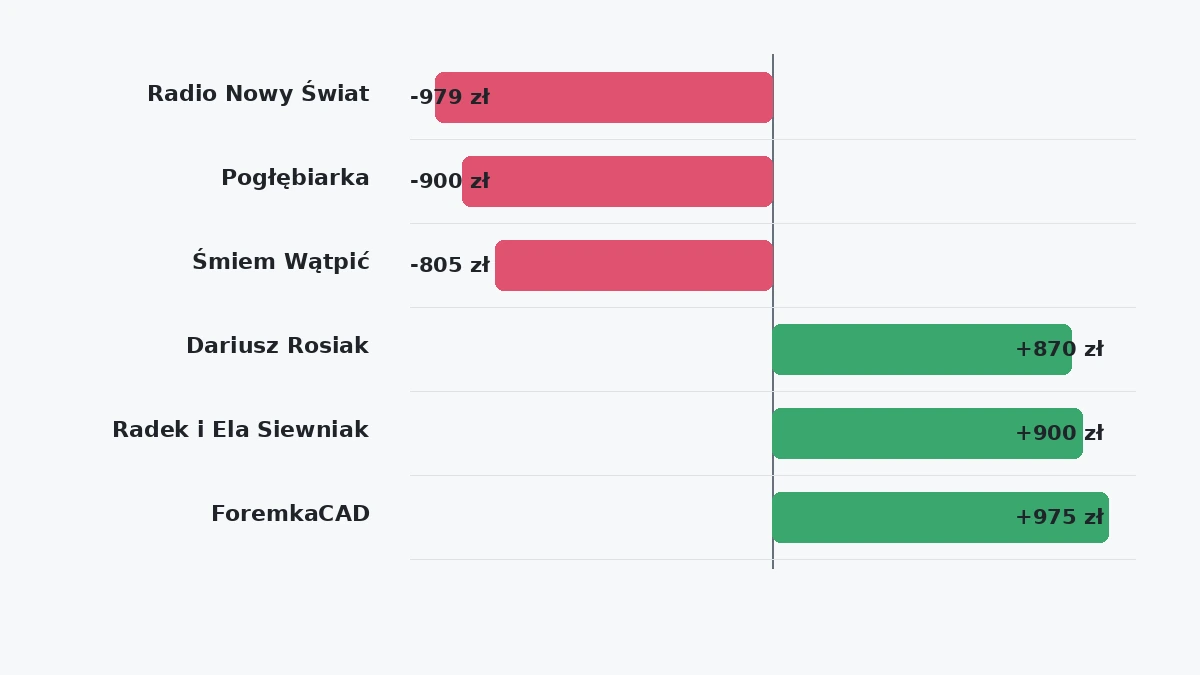 Radio Nowy Świat -979 zł
Pogłębiarka -900 zł
Śmiem Wątpić -805 zł
Dariusz Rosiak +870 zł
Radek i Ela Siewniak +900 zł
ForemkaCAD +975 zł